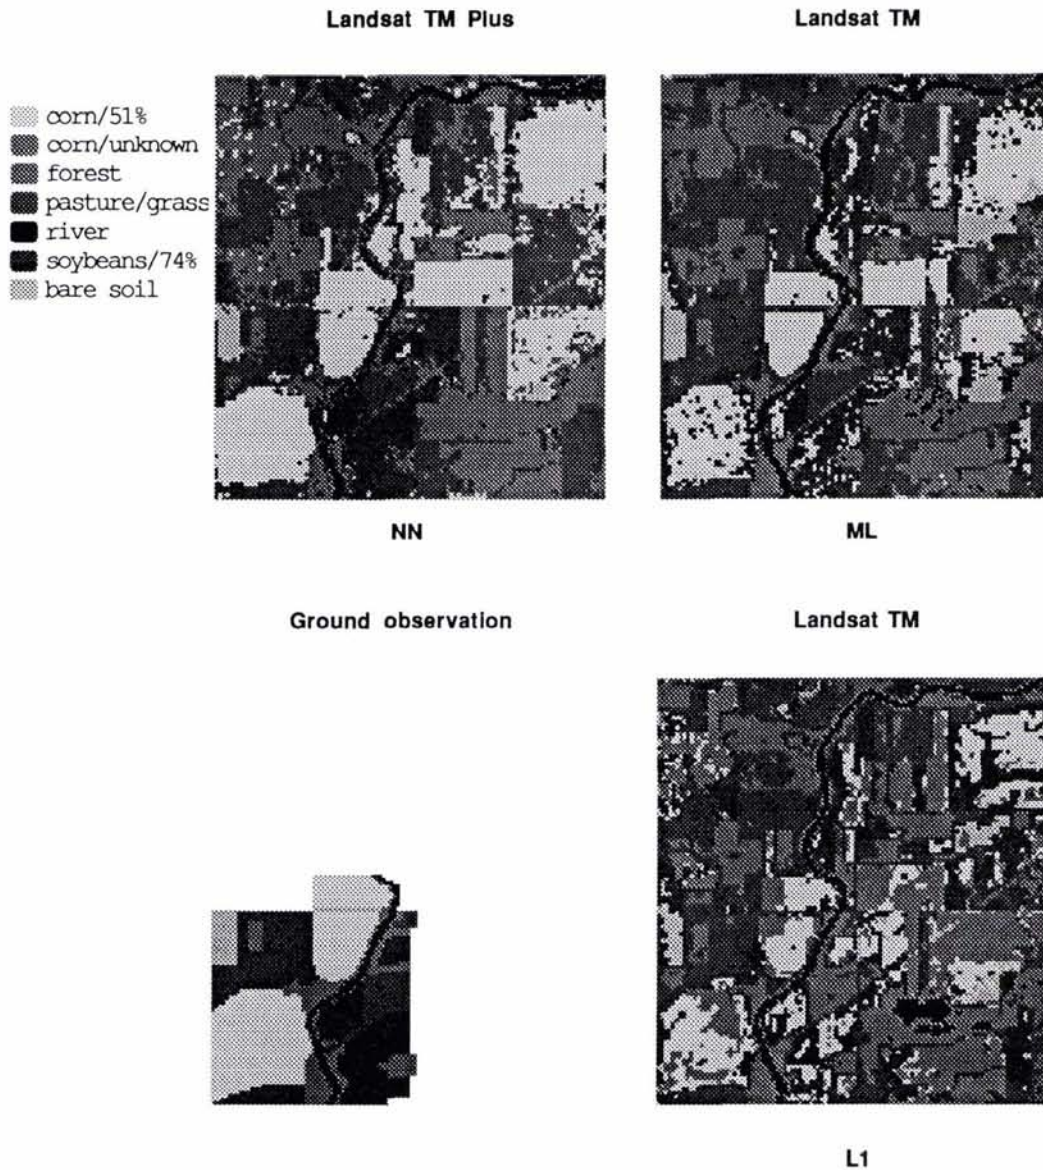 Landsat TM Plus
Landsat TM
corn/51%
corn/unknown
forest
pasture/grass
river
soybeans/74%
bare soil
NN
ML
Ground observation
Landsat TM
L1